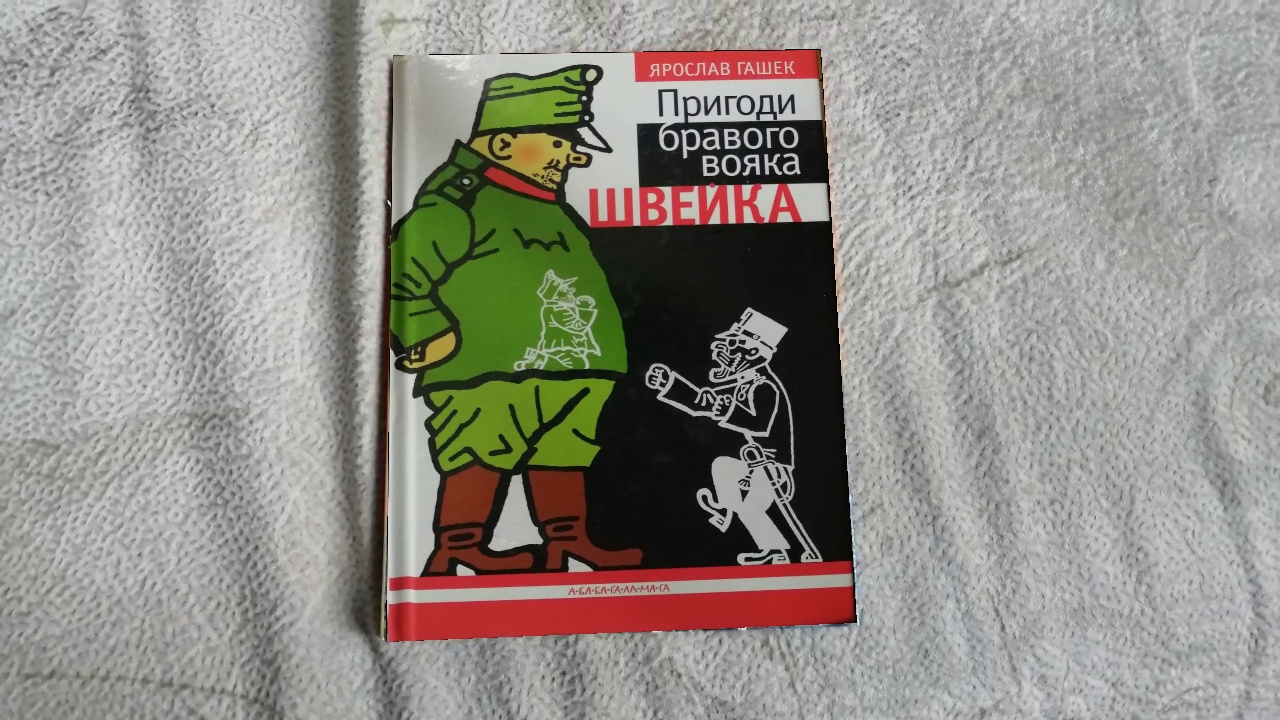 ЯРОСЛАВ ГАШЕК
Пригоди
бравого
вояка
ШВЕЙКА
А-БА-БА-ГА-ЛА-МА-ГА